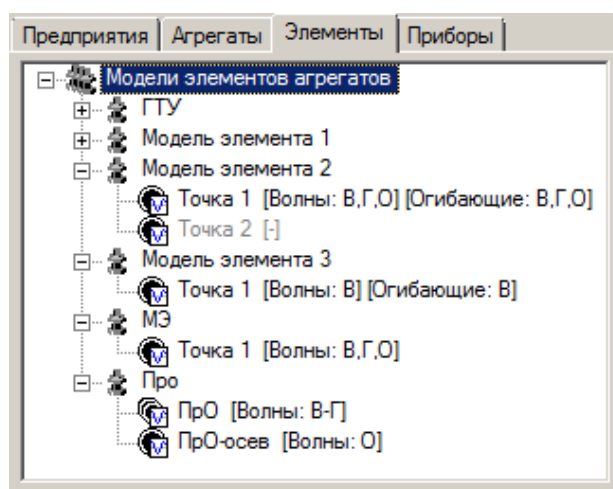 Предприятия Агрегаты Элементы Приборы
Модели элементов агрегатов
ГТУ
Модель элемента 1
Модель элемента 2
Точка 1 [Волны: В,Г,О] [Огибающие: В,Г,О]
Точка 2 [-]
Модель элемента 3
Точка 1 [Волны: В] [Огибающие: В]
МЭ
Точка 1 [Волны: В,Г,О]
Про
ПрО [Волны: В-Г]
ПрО-осев [Волны: О]